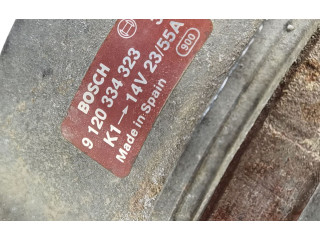 BOSCH
9 120 334 323
K1→14V 23/55A
Made in Spain
900